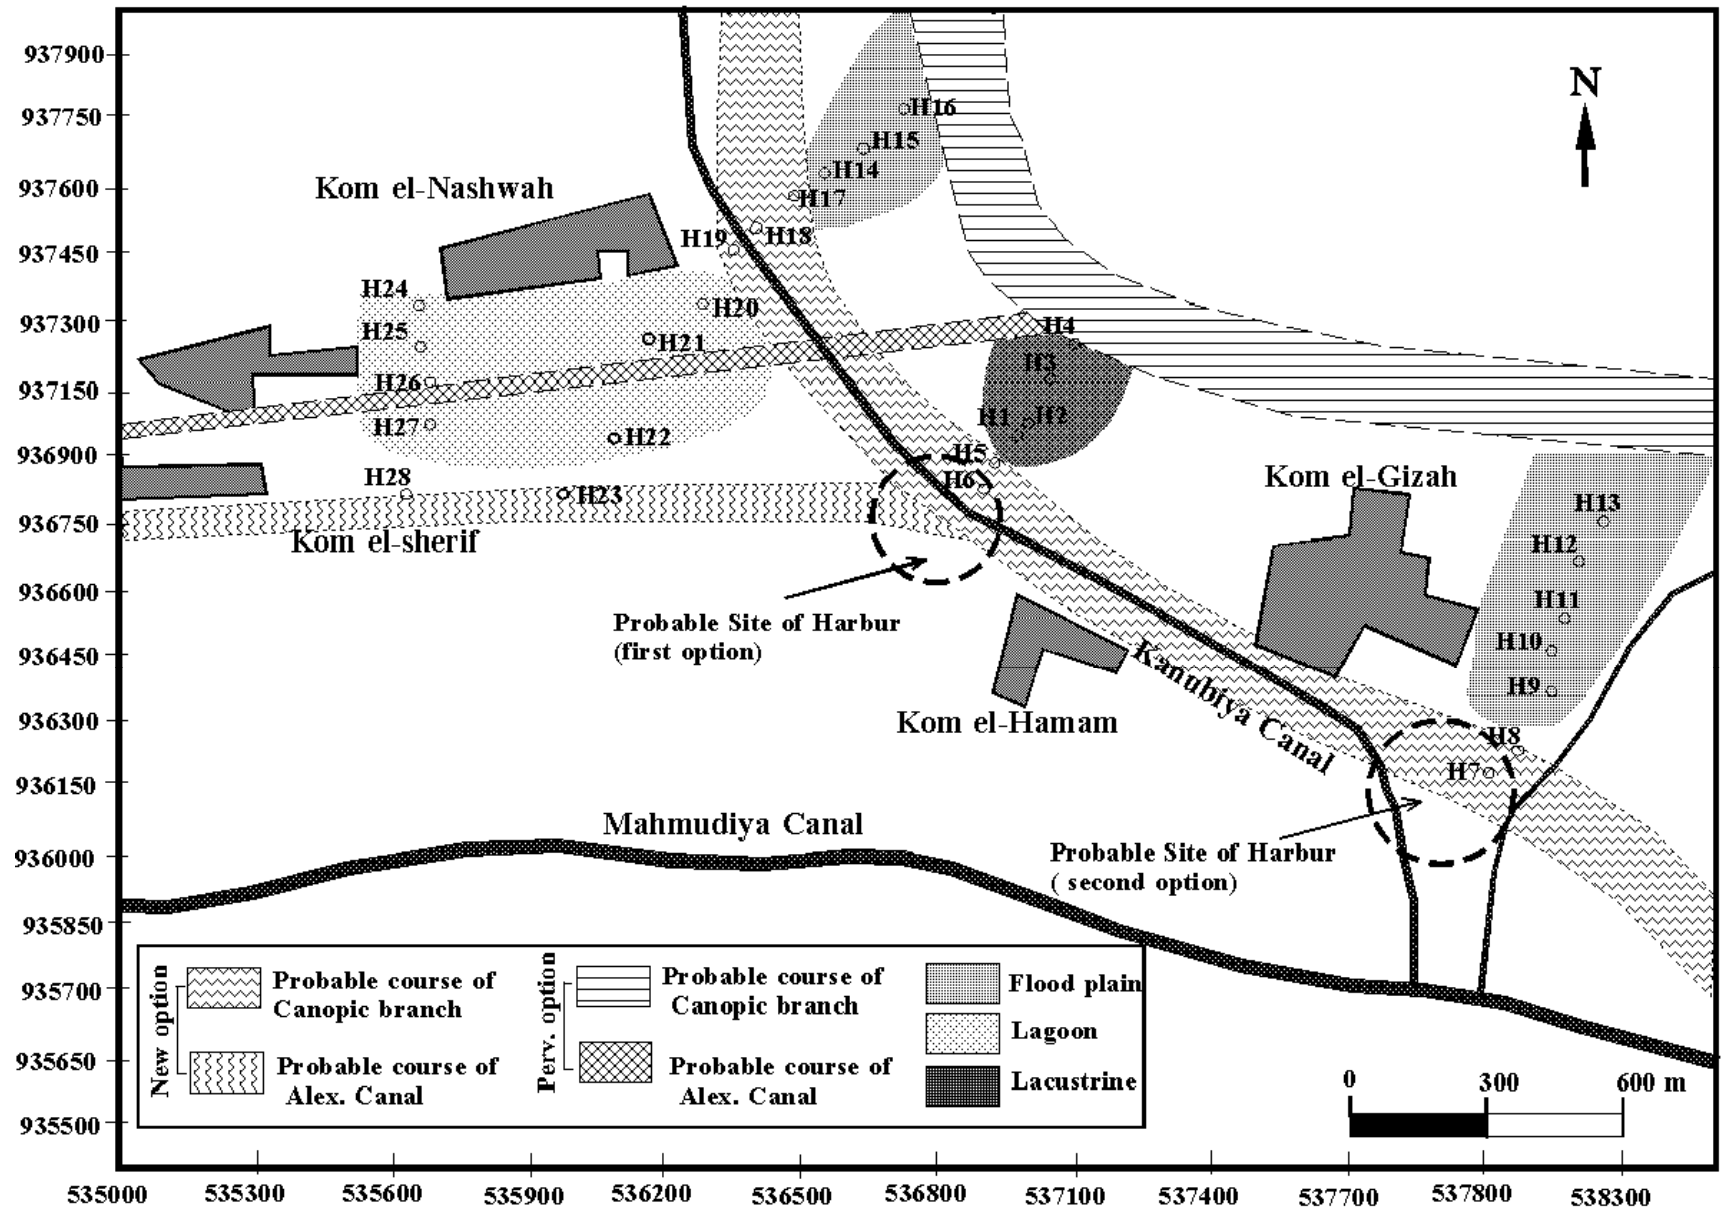 937900
937750
937600
937450
937300
937150
936900
936750
936600
936450
936300
936150
936000
935850
935700
935650
935500
535000
535300
535600
535900
536200
536500
536800
537100
537400
537700
537800
538300
N
H16
H15
H14
H17
H18
H19
Kom el-Nashwah
H24
H20
H25
H21
H4
H3
H26
H1
H2
H27
H22
H5
H6
H28
H23
Kom el-sherif
Kom el-Gizah
H13
H12
H11
H10
H9
H8
H7
Probable Site of Harbur
(first option)
Kom el-Hamam
Kanubiya Canal
Mahmudiya Canal
Probable Site of Harbur
( second option)
New option
Probable course of
Canopic branch
Probable course of
Alex. Canal
Perv. option
Probable course of
Canopic branch
Probable course of
Alex. Canal
Flood plain
Lagoon
Lacustrine
0 300 600 m